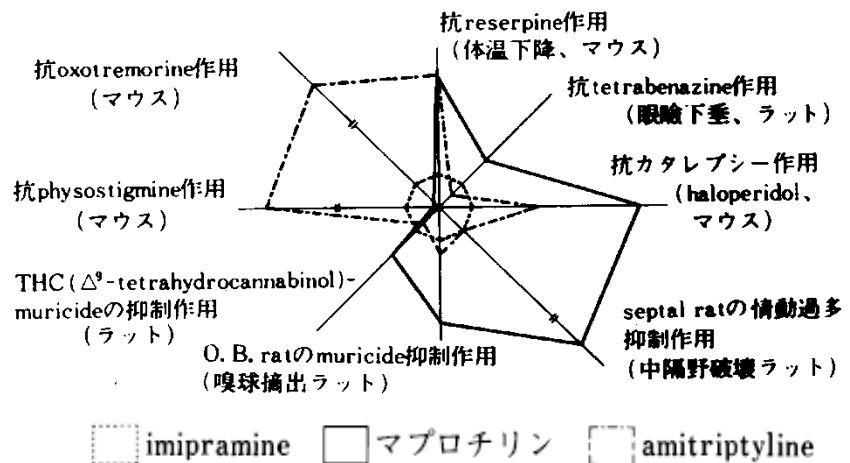 抗reserpine作用
(体温下降、マウス)
抗oxotremorine作用
(マウス)
抗tetrabenazine作用
(眼瞼下垂、ラット)
抗カタレプシー作用
(haloperidol、
マウス)
抗physostigmine作用
(マウス)
THC(△⁹-tetrahydrocannabinol)-
muricideの抑制作用
(ラット)
septal ratの情動過多
抑制作用
(中隔野破壊ラット)
O. B. ratのmuricide抑制作用
(嗅球摘出ラット)
imipramine マプロチリン amitriptyline